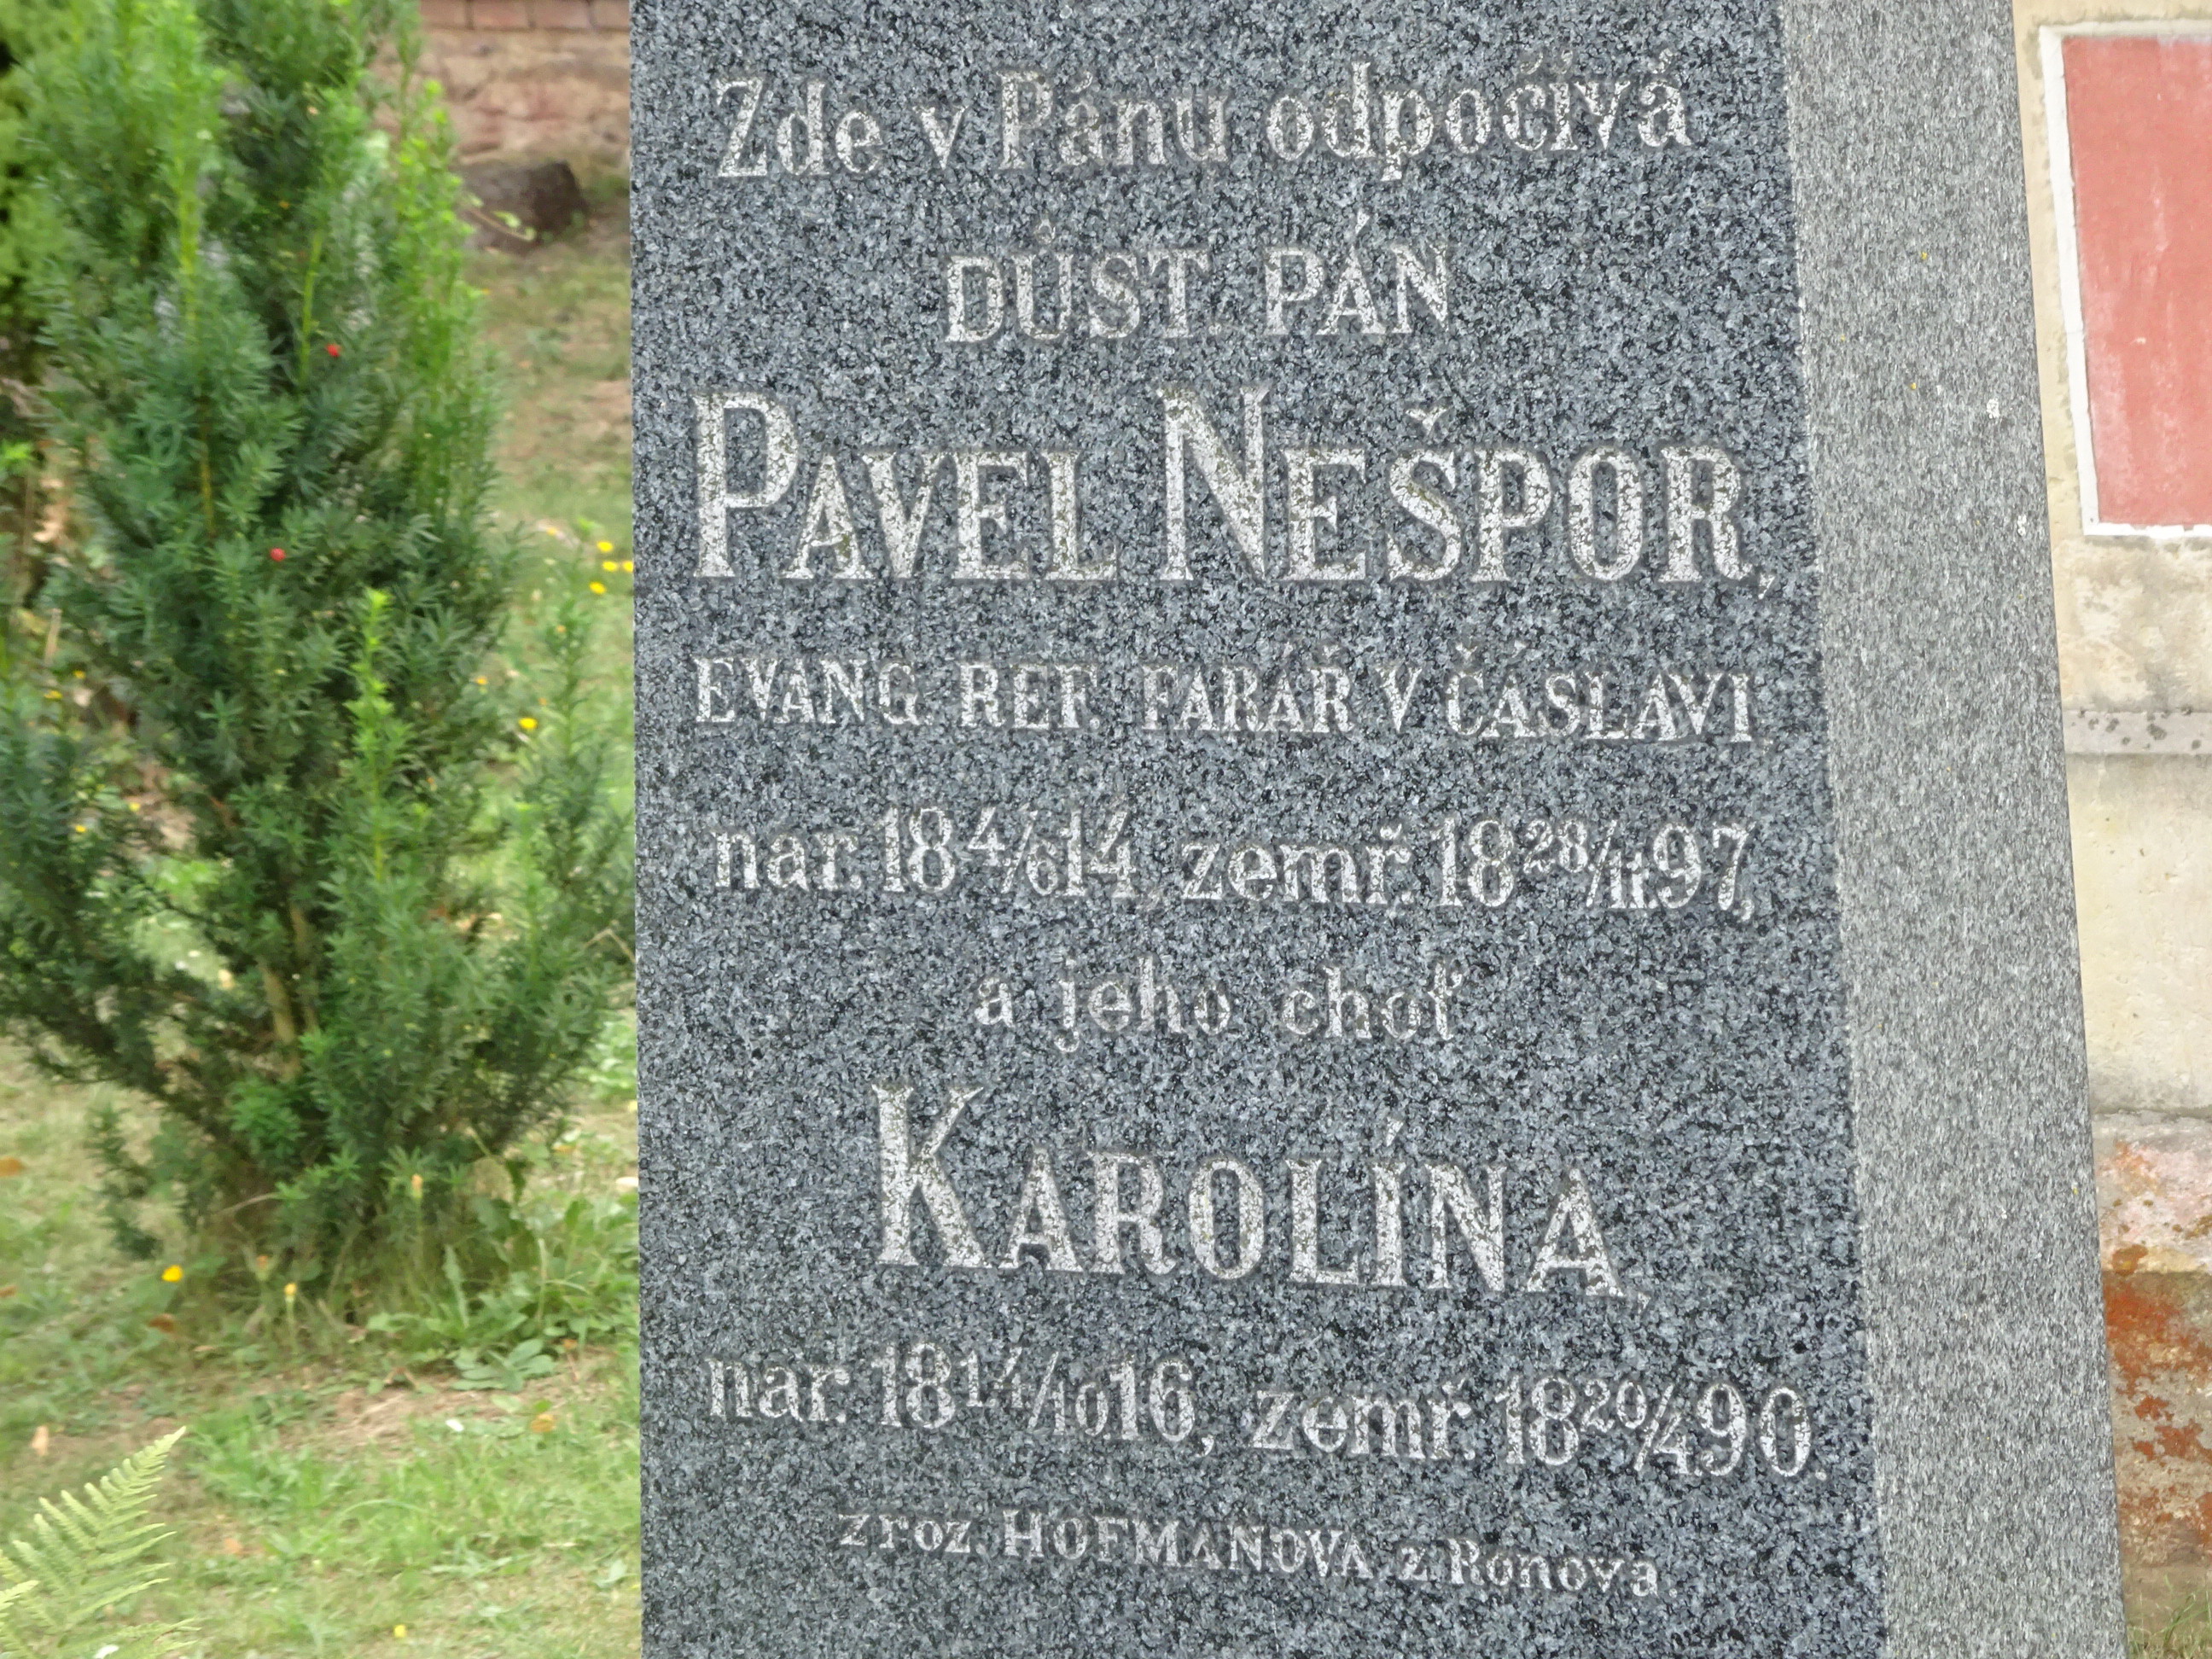 Zde v Pánu odpočívá
DŮST. PÁN
PAVEL NEŠPOR,
EVANG. REF. FARÁŘ V ČÁSLAVI,
nar. 18 4/6 14, zemř. 18 28/11. 97,
a jeho choť
KAROLÍNA,
nar. 18 14/10. 16, zemř. 18 20/4. 90.
zroz. HOFMANOVA z Ronova.